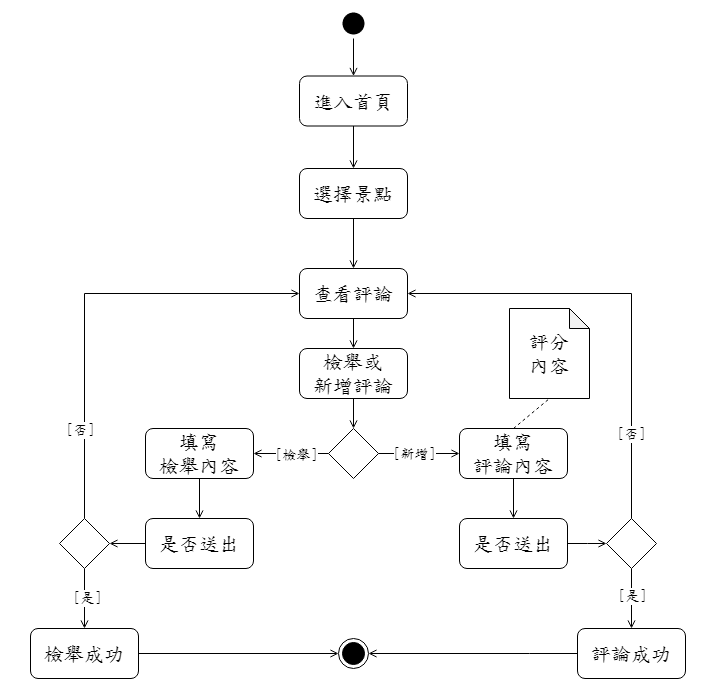 進入首頁
選擇景點
查看評論
檢舉或
新增評論
評分
內容
[否]
[否]
填寫
檢舉內容
[檢舉]
[新增]
填寫
評論內容
是否送出
是否送出
[是]
[是]
檢舉成功
評論成功